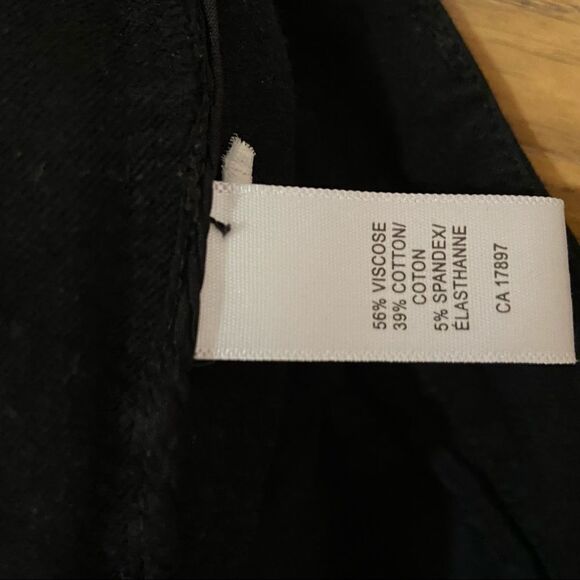 56% VISCOSE
39% COTTON/
COTON
5% SPANDEX/
ÉLASTHANNE
CA 17897